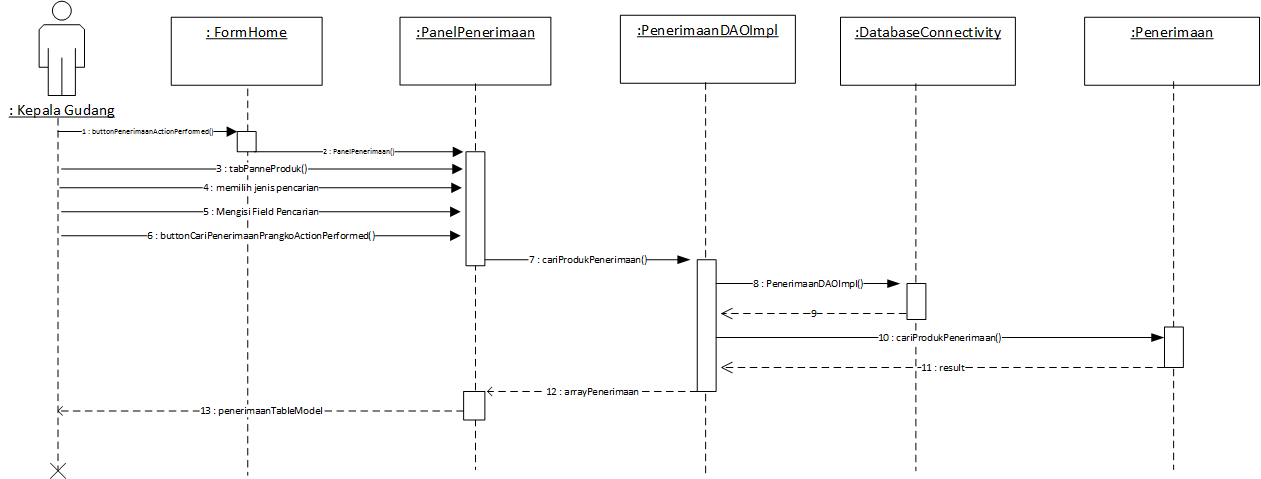 : FormHome
:PanelPenerimaan
:PenerimaanDAOImpl
:DatabaseConnectivity
:Penerimaan
: Kepala Gudang
1 : buttonPenerimaanActionPerformed()
2 : PanelPenerimaan()
3 : tabPanneProduk()
4 : memilih jenis pencarian
5 : Mengisi Field Pencarian
6 : buttonCariPenerimaanPrangkoActionPerformed()
7 : cariProdukPenerimaan()
8 : PenerimaanDAOImpl()
9
10 : cariProdukPenerimaan()
11 : result
12 : arrayPenerimaan
13 : penerimaanTableModel